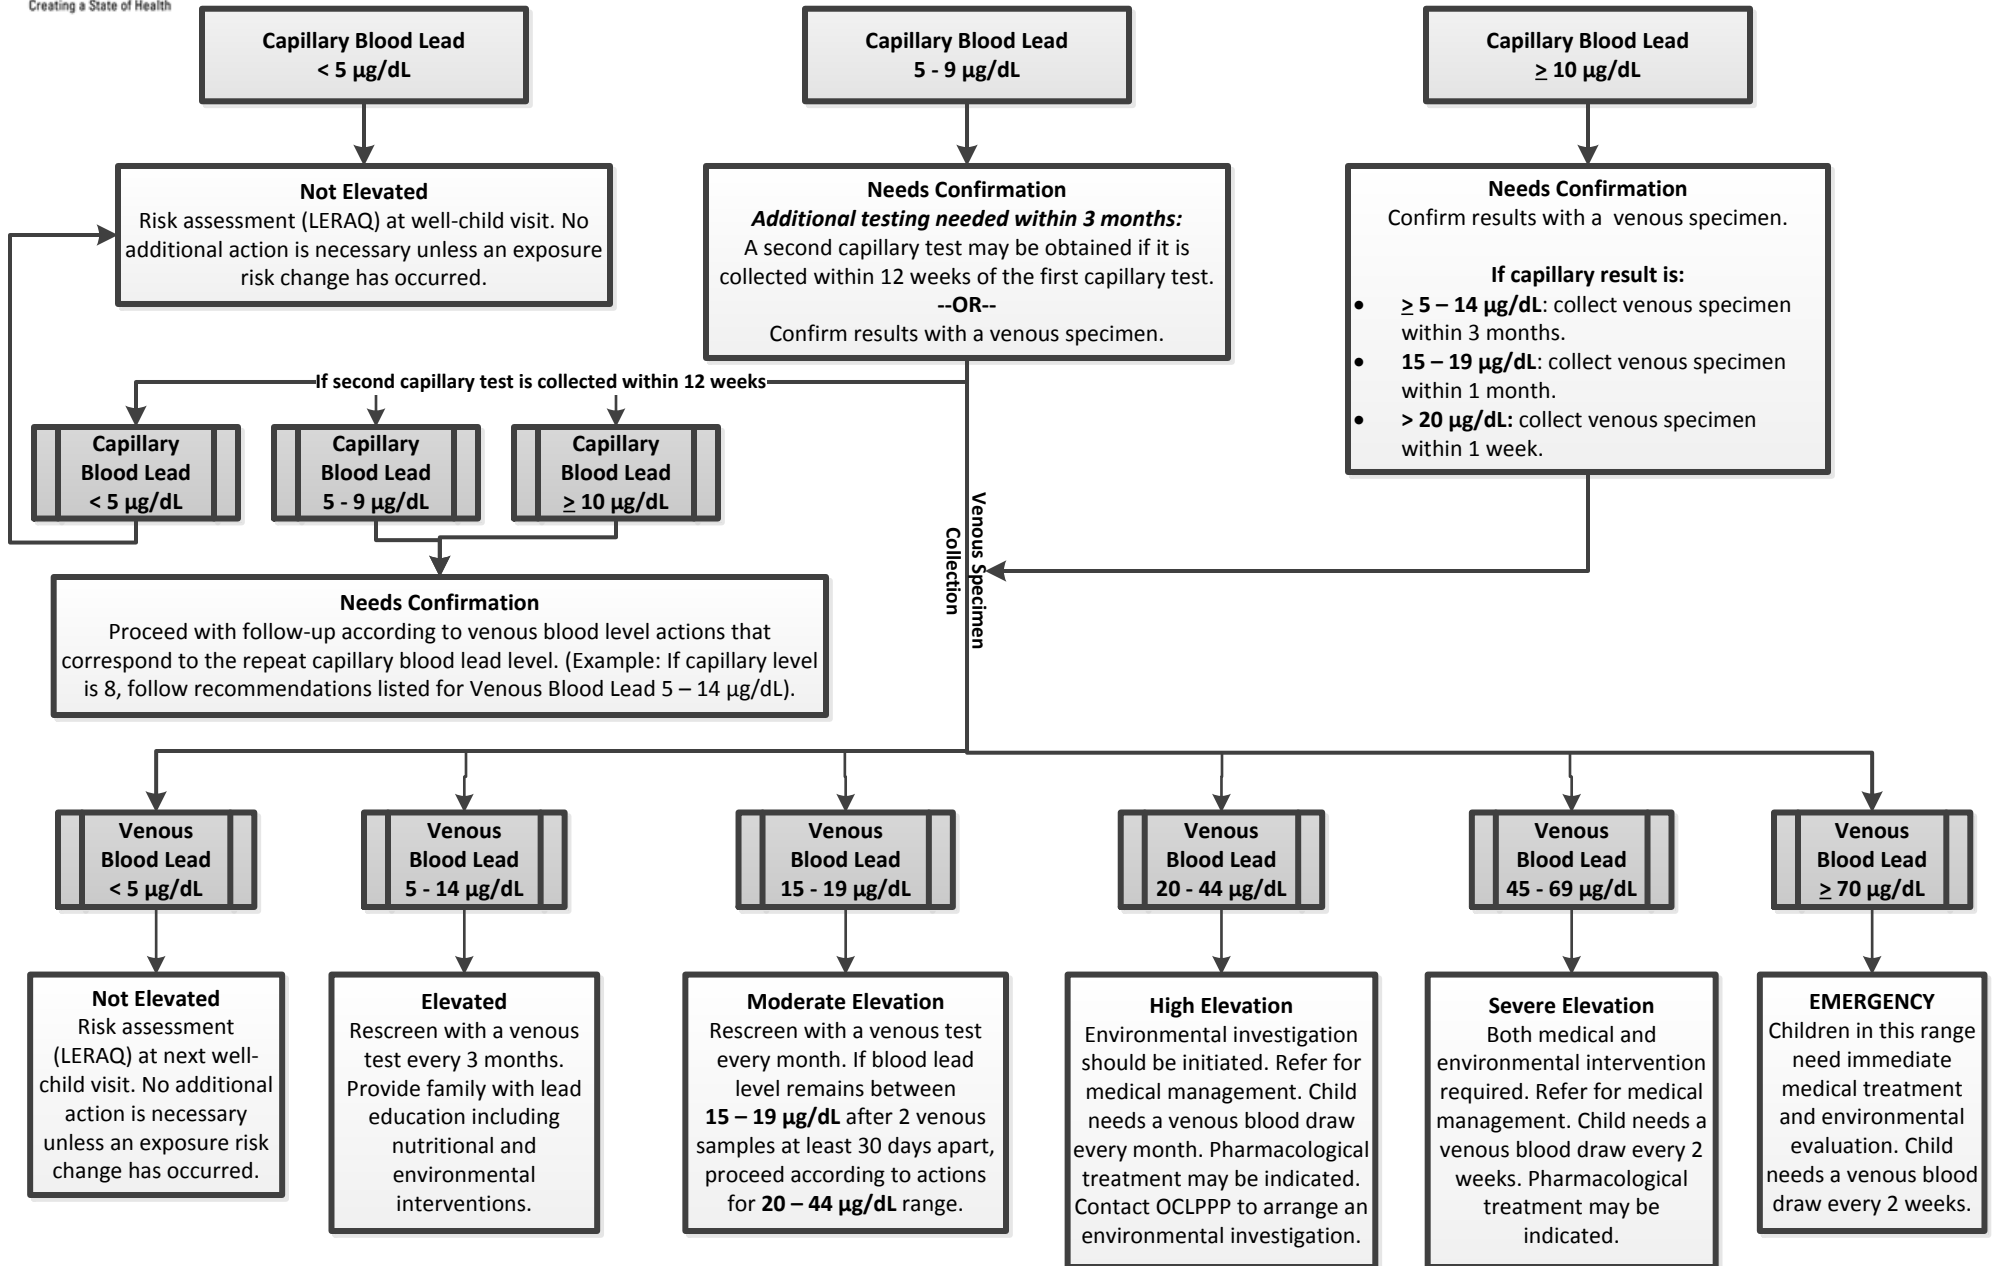 Creating a State of Health
Capillary Blood Lead
< 5 µg/dL
Capillary Blood Lead
5 - 9 µg/dL
Capillary Blood Lead
≥ 10 µg/dL
Not Elevated
Risk assessment (LERAQ) at well-child visit. No
additional action is necessary unless an exposure
risk change has occurred.
Needs Confirmation
Additional testing needed within 3 months:
A second capillary test may be obtained if it is
collected within 12 weeks of the first capillary test.
--OR--
Confirm results with a venous specimen.
Needs Confirmation
Confirm results with a venous specimen.
If capillary result is:
• ≥ 5 – 14 µg/dL: collect venous specimen
within 3 months.
• 15 – 19 µg/dL: collect venous specimen
within 1 month.
• > 20 µg/dL: collect venous specimen
within 1 week.
If second capillary test is collected within 12 weeks
Capillary
Blood Lead
< 5 µg/dL
Capillary
Blood Lead
5 - 9 µg/dL
Capillary
Blood Lead
≥ 10 µg/dL
Venous Specimen
Collection
Needs Confirmation
Proceed with follow-up according to venous blood level actions that
correspond to the repeat capillary blood lead level. (Example: If capillary level
is 8, follow recommendations listed for Venous Blood Lead 5 – 14 µg/dL).
Venous
Blood Lead
< 5 µg/dL
Venous
Blood Lead
5 - 14 µg/dL
Venous
Blood Lead
15 - 19 µg/dL
Venous
Blood Lead
20 - 44 µg/dL
Venous
Blood Lead
45 - 69 µg/dL
Venous
Blood Lead
≥ 70 µg/dL
Not Elevated
Risk assessment
(LERAQ) at next well-
child visit. No additional
action is necessary
unless an exposure risk
change has occurred.
Elevated
Rescreen with a venous
test every 3 months.
Provide family with lead
education including
nutritional and
environmental
interventions.
Moderate Elevation
Rescreen with a venous test
every month. If blood lead
level remains between
15 – 19 µg/dL after 2 venous
samples at least 30 days apart,
proceed according to actions
for 20 – 44 µg/dL range.
High Elevation
Environmental investigation
should be initiated. Refer for
medical management. Child
needs a venous blood draw
every month. Pharmacological
treatment may be indicated.
Contact OCLPPP to arrange an
environmental investigation.
Severe Elevation
Both medical and
environmental intervention
required. Refer for medical
management. Child needs a
venous blood draw every 2
weeks. Pharmacological
treatment may be
indicated.
EMERGENCY
Children in this range
need immediate
medical treatment
and environmental
evaluation. Child
needs a venous blood
draw every 2 weeks.